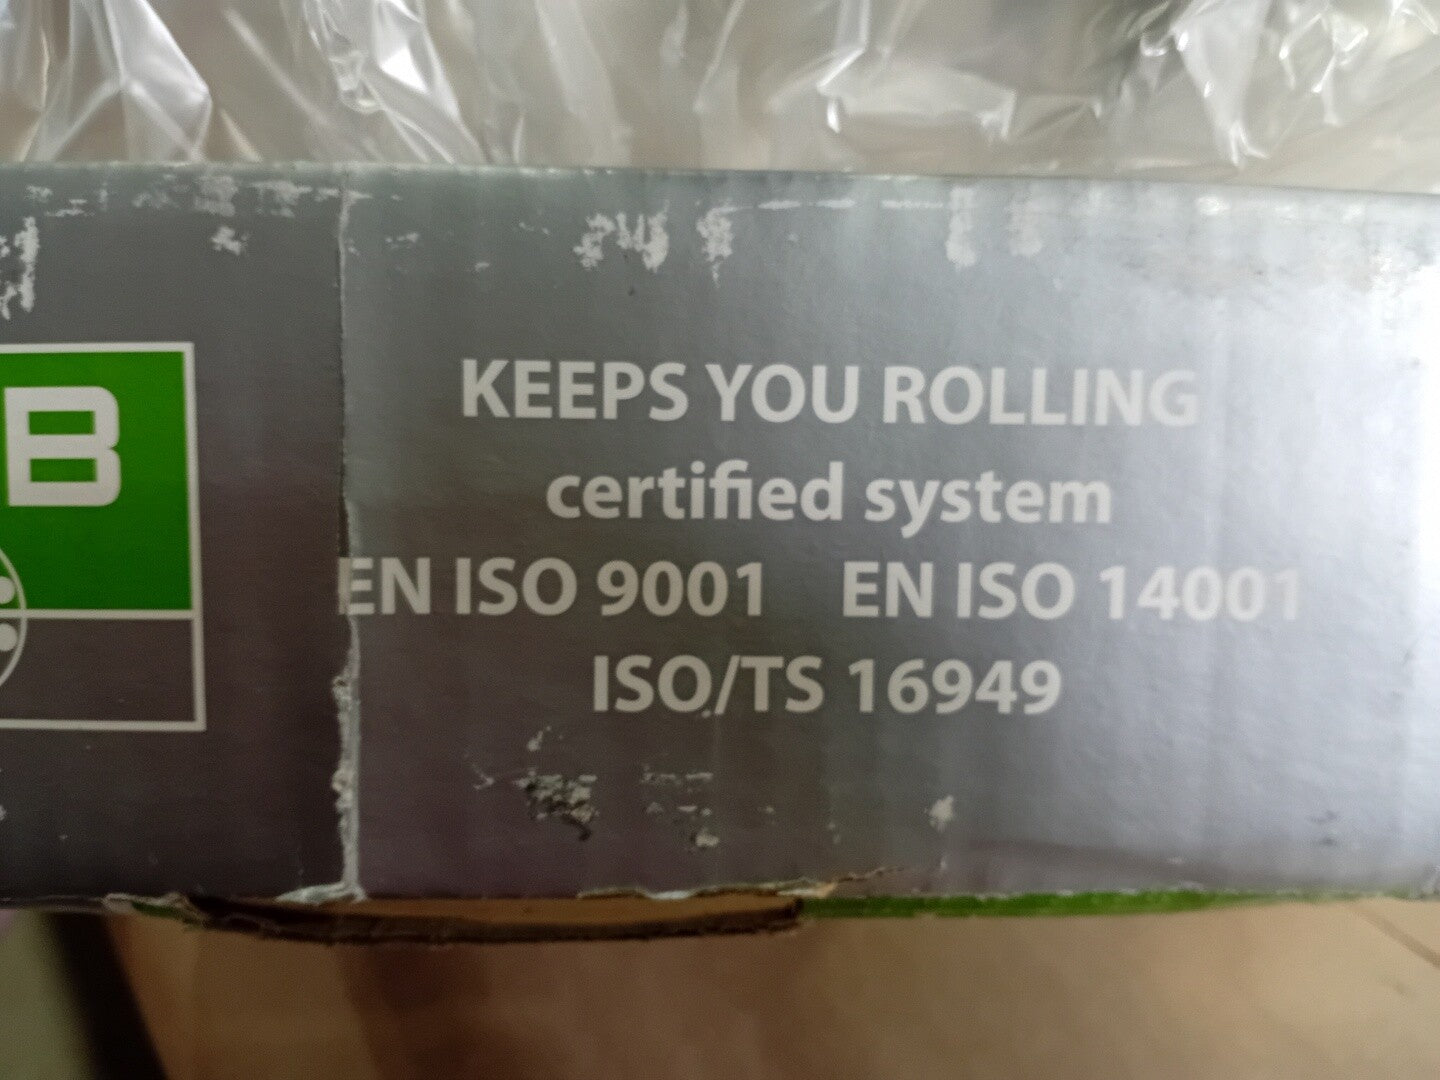 B
KEEPS YOU ROLLING
certified system
EN ISO 9001 EN ISO 14001
ISO/TS 16949